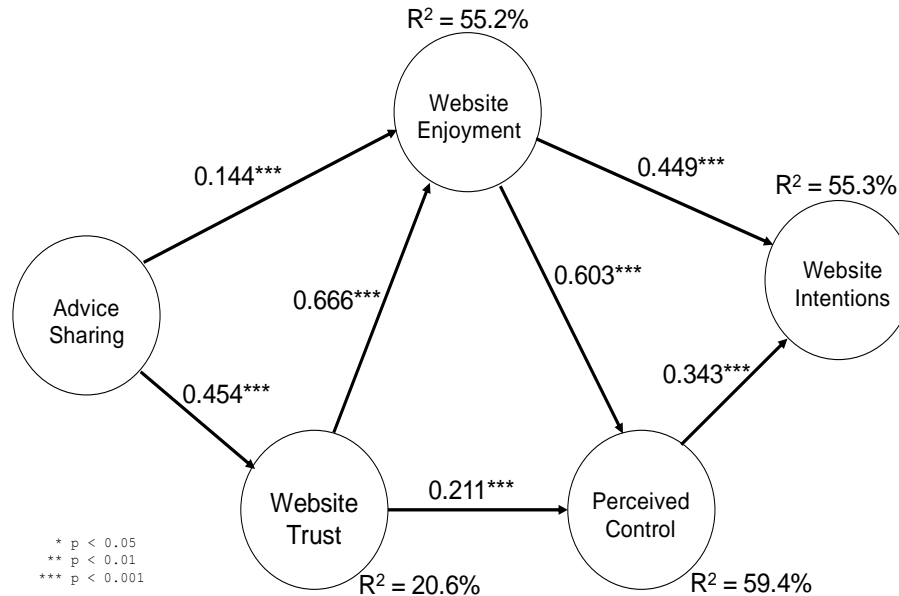 R² = 55.2%
Website
Enjoyment
0.144***
0.449***
R² = 55.3%
Website
Intentions
Advice
Sharing
0.666***
0.603***
0.454***
0.343***
Website
Trust
0.211***
Perceived
Control
* p < 0.05
** p < 0.01
*** p < 0.001
R² = 20.6%
R² = 59.4%